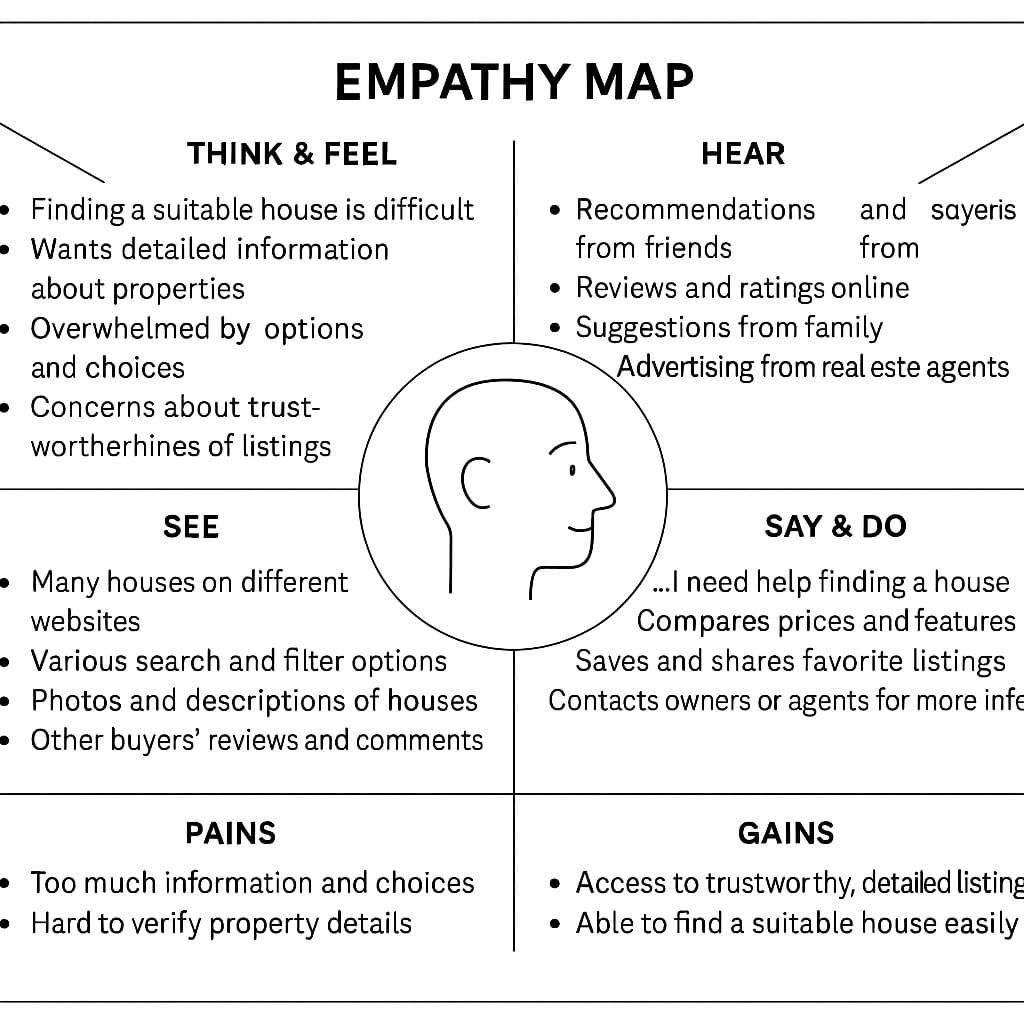 EMPATHY MAP
THINK & FEEL
• Finding a suitable house is difficult
• Wants detailed information
about properties
• Overwhelmed by options
and choices
• Concerns about trust-
wortherhines of listings
HEAR
• Recommendations and sayeris
from friends from
• Reviews and ratings online
• Suggestions from family
Advertising from real este agents
SEE
• Many houses on different
websites
• Various search and filter options
• Photos and descriptions of houses
• Other buyers’ reviews and comments
SAY & DO
...I need help finding a house
Compares prices and features
Saves and shares favorite listings
Contacts owners or agents for more infe
PAINS
• Too much information and choices
• Hard to verify property details
GAINS
• Access to trustworthy, detailed listing
• Able to find a suitable house easily